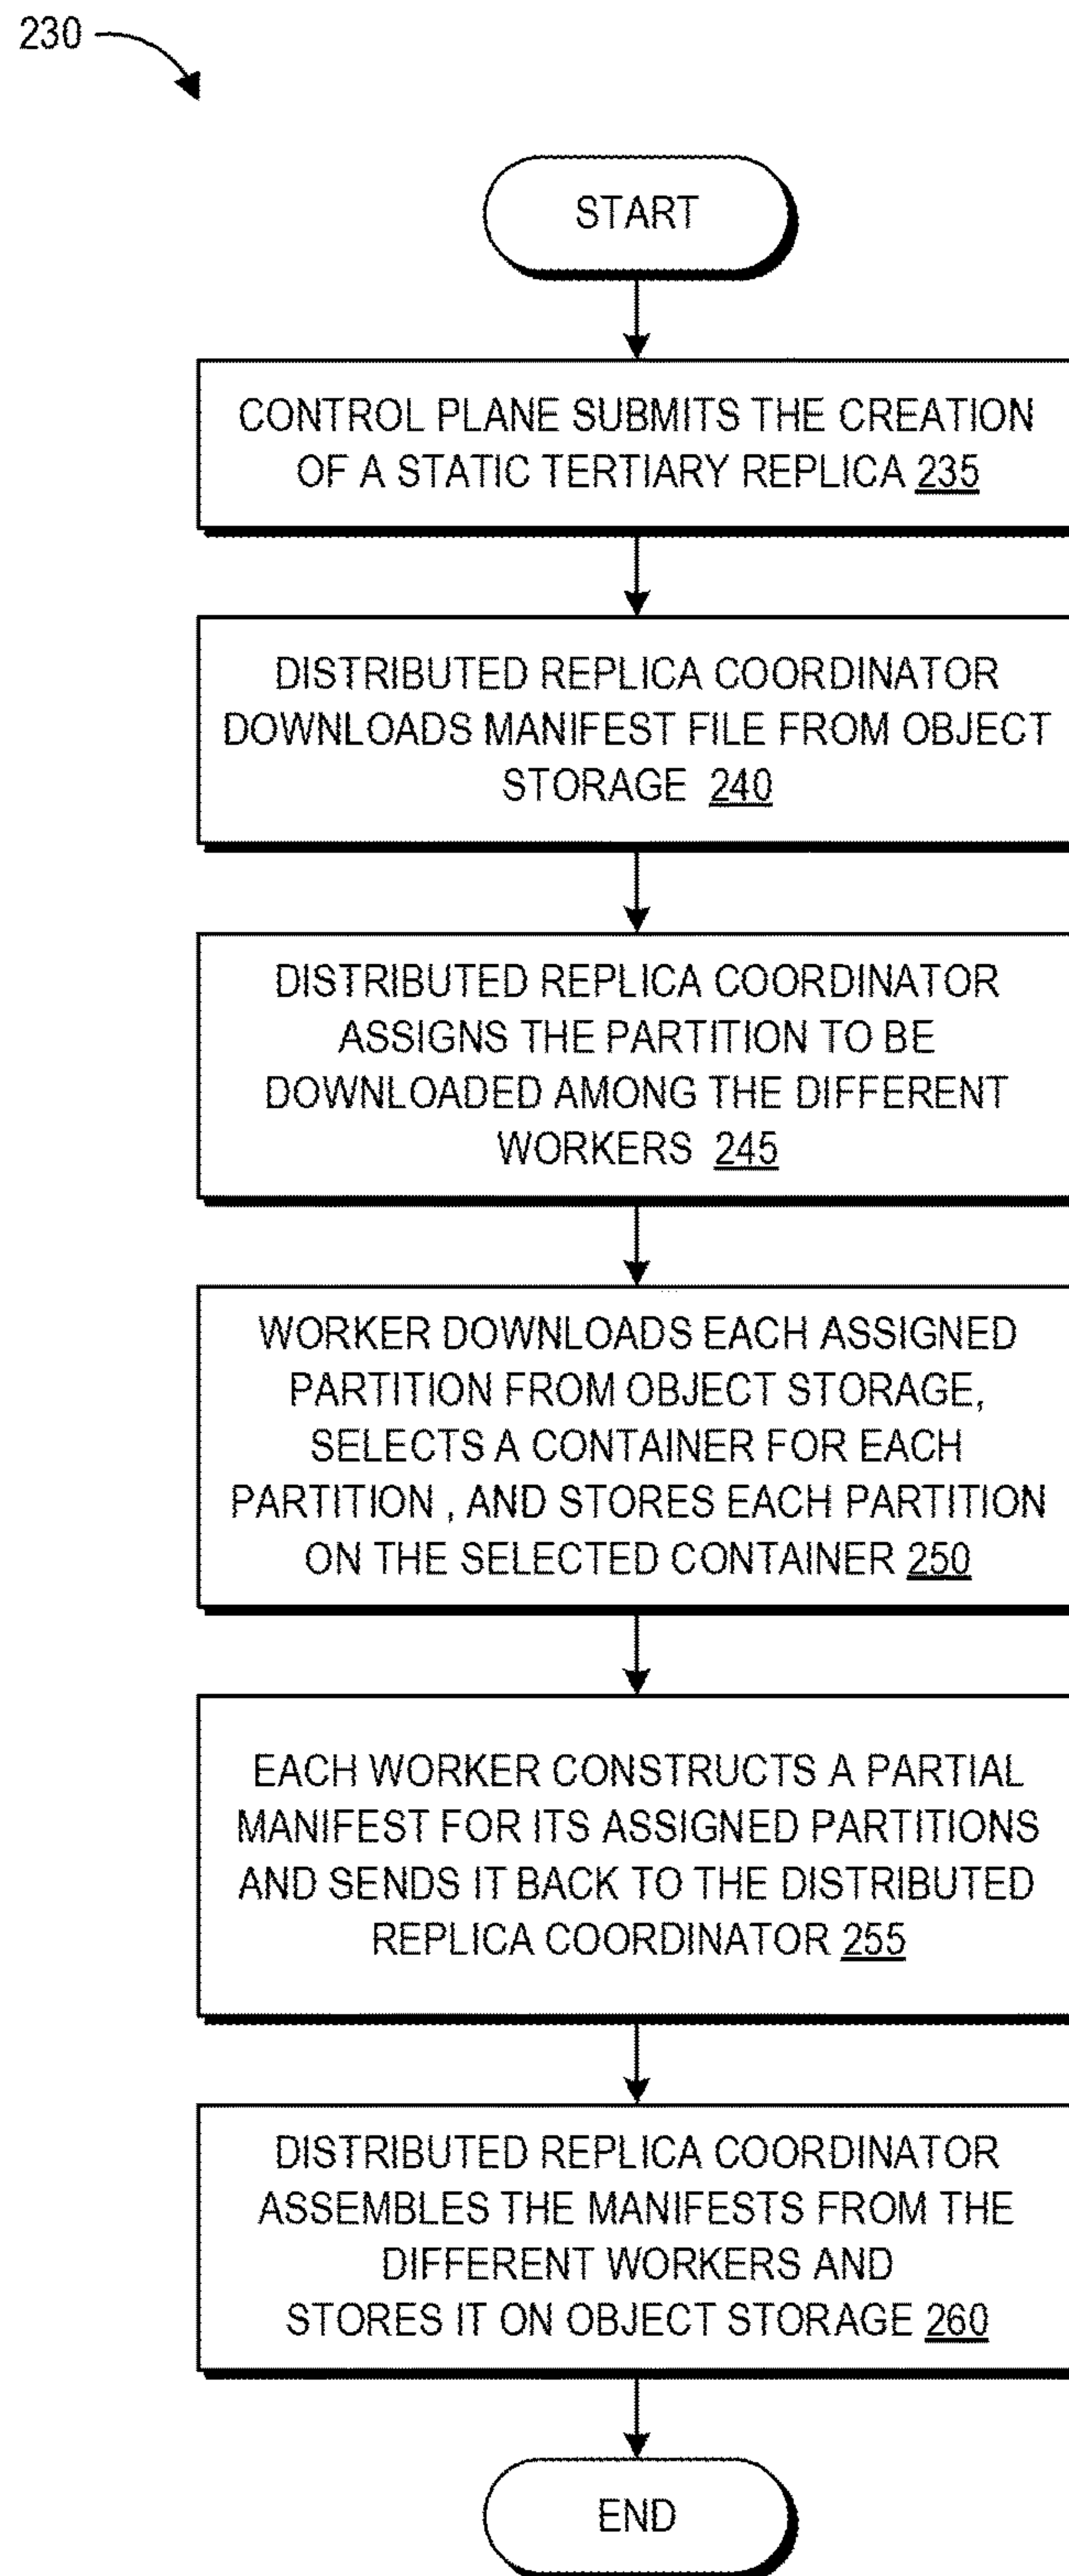 230
START
CONTROL PLANE SUBMITS THE CREATION
OF A STATIC TERTIARY REPLICA 235
DISTRIBUTED REPLICA COORDINATOR
DOWNLOADS MANIFEST FILE FROM OBJECT
STORAGE 240
DISTRIBUTED REPLICA COORDINATOR
ASSIGNS THE PARTITION TO BE
DOWNLOADED AMONG THE DIFFERENT
WORKERS 245
WORKER DOWNLOADS EACH ASSIGNED
PARTITION FROM OBJECT STORAGE,
SELECTS A CONTAINER FOR EACH
PARTITION , AND STORES EACH PARTITION
ON THE SELECTED CONTAINER 250
EACH WORKER CONSTRUCTS A PARTIAL
MANIFEST FOR ITS ASSIGNED PARTITIONS
AND SENDS IT BACK TO THE DISTRIBUTED
REPLICA COORDINATOR 255
DISTRIBUTED REPLICA COORDINATOR
ASSEMBLES THE MANIFESTS FROM THE
DIFFERENT WORKERS AND
STORES IT ON OBJECT STORAGE 260
END